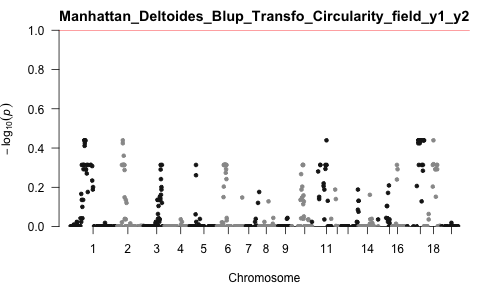 Manhattan_Deltoides_Blup_Transfo_Circularity_field_y1_y2
1.0
0.8
0.6
0.4
0.2
0.0
− log10(p)
1 2 3 4 5 6 7 8 9 11 14 16 18
Chromosome